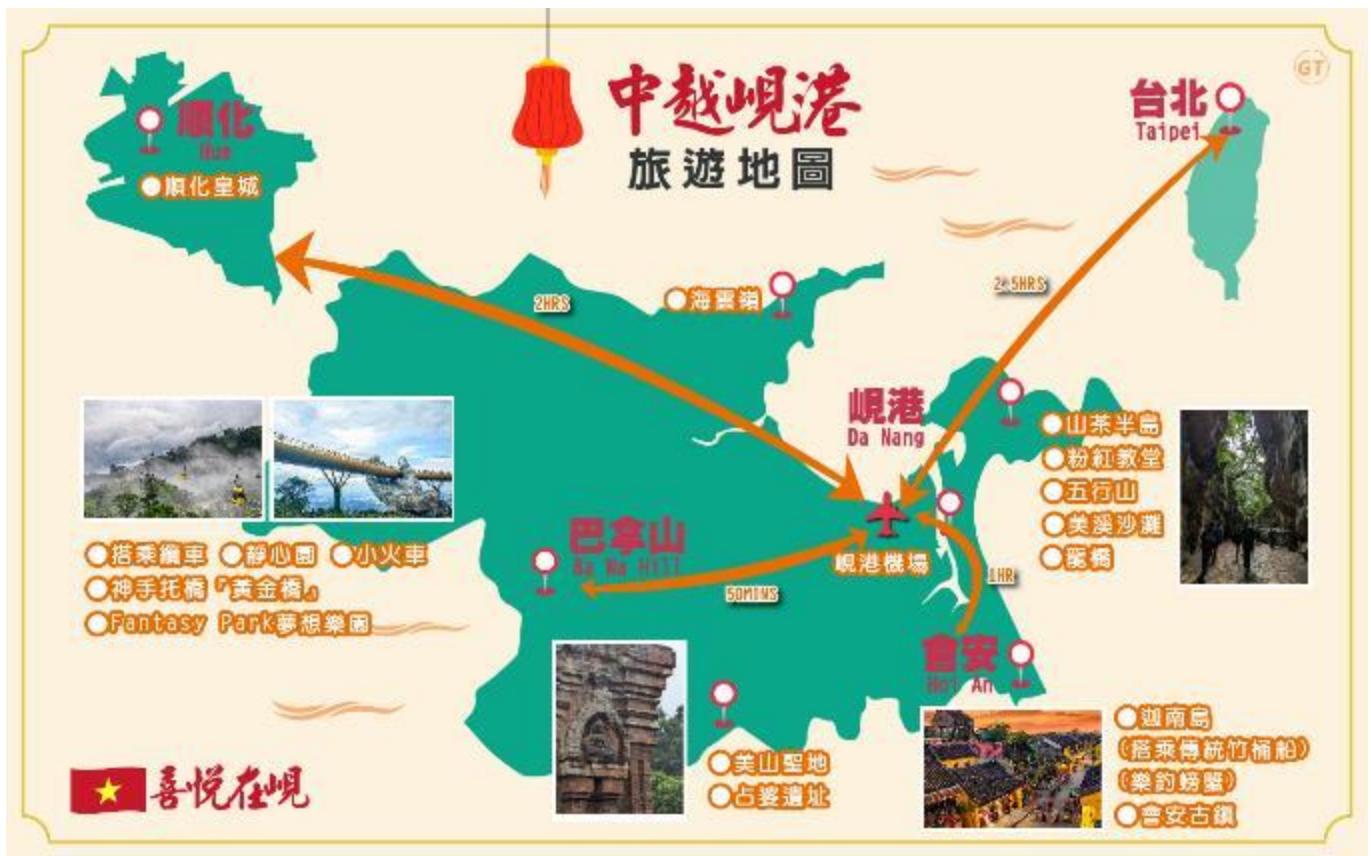 中越峴港
旅遊地圖
GT
台北
Taipei
順化
Hue
●順化皇城
2HRS
●海雲嶺
2.5HRS
峴港
Da Nang
●山茶半島
●粉紅教堂
●五行山
●美溪沙灘
●龍橋
峴港機場
巴拿山
Ba Na Hill
50MINS
1HR
●搭乘纜車 ●靜心園 ●小火車
●神手托橋『黃金橋』
●Fantasy Park夢想樂園
會安
Hoi An
●迦南島
(搭乘傳統竹桶船)
(樂釣螃蟹)
●會安古鎮
●美山聖地
●占婆遺址
喜悅在峴